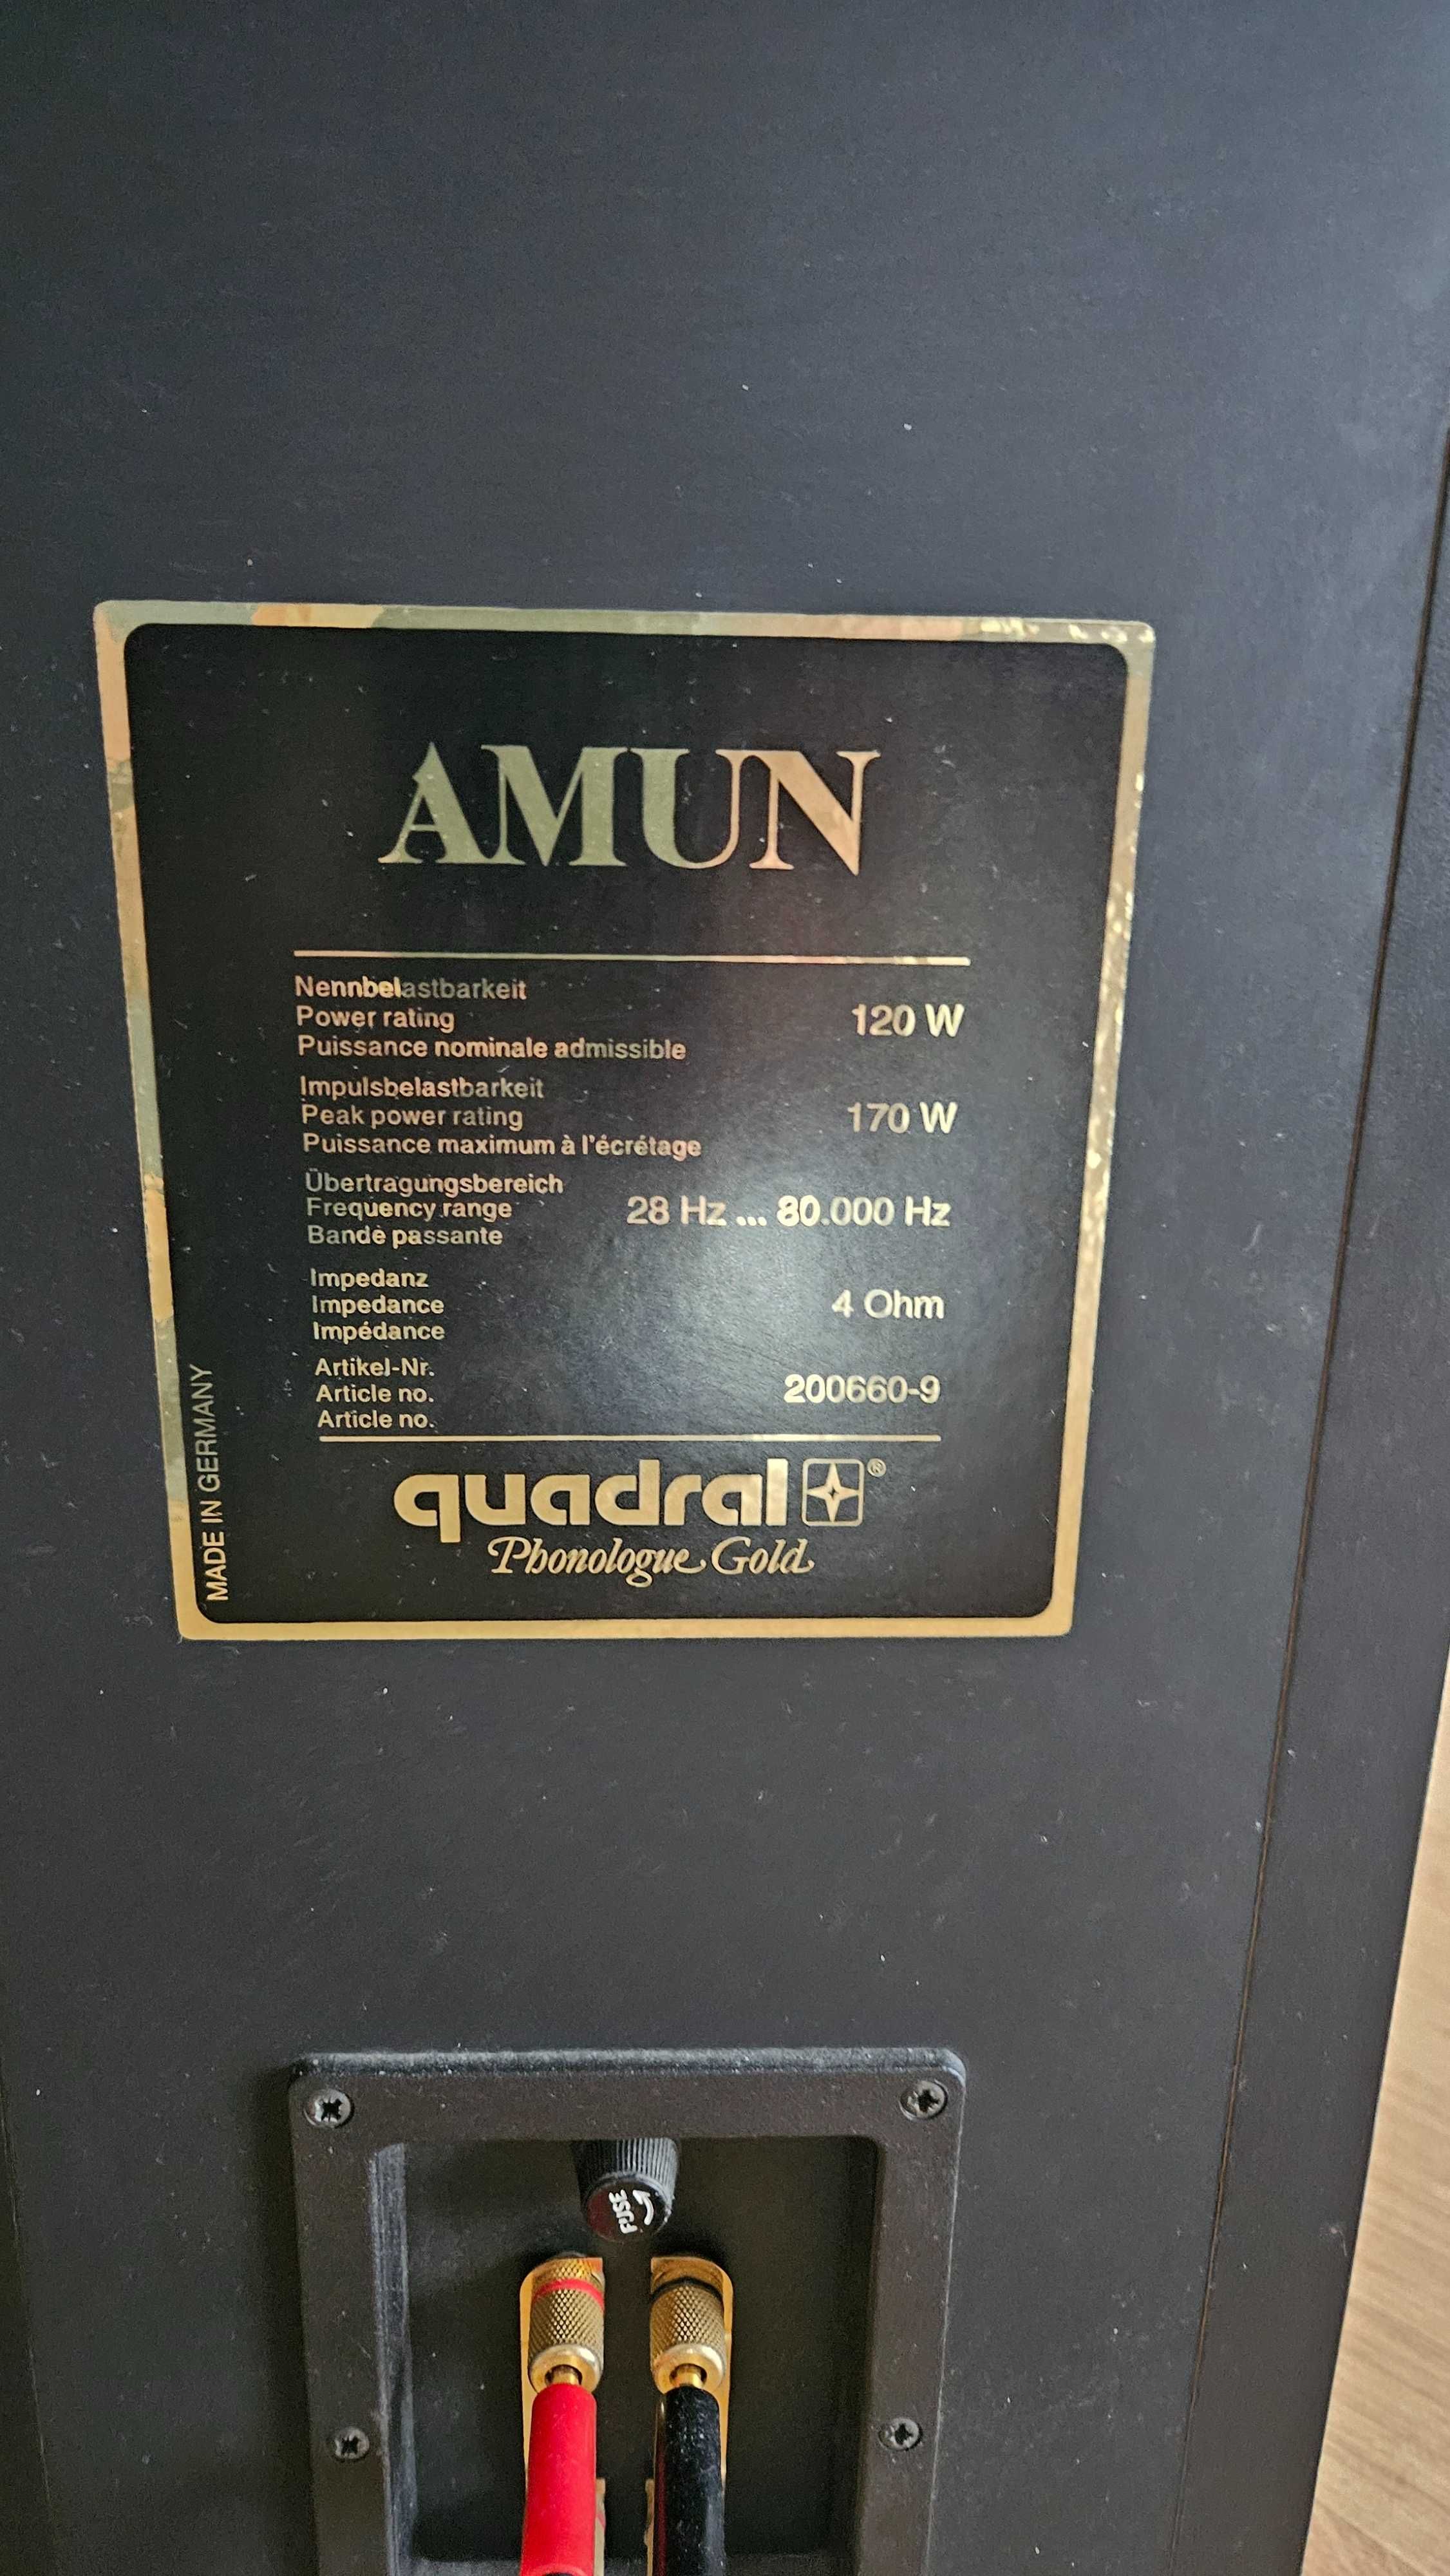 AMUN
Nennbelastbarkeit
Power rating 120 W
Puissance nominale admissible
Impulsbelastbarkeit
Peak power rating 170 W
Puissance maximum à l'écrétage
Übertragungsbereich
Frequency range 28 Hz ... 80.000 Hz
Bande passante
Impedanz
Impedance 4 Ohm
Impédance
Artikel-Nr.
Article no. 200660-9
Article no.
MADE IN GERMANY
quadral ®
Phonologue Gold
FUSE